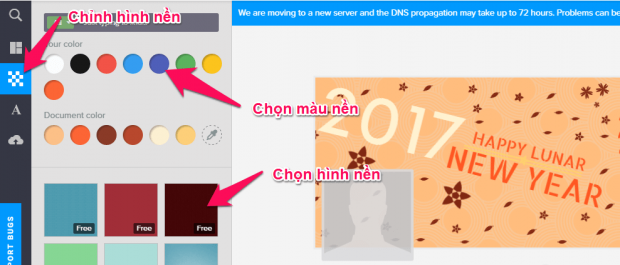 Chỉnh hình nền
We are moving to a new server and the DNS propagation may take up to 72 hours. Problems can be
Your color
Chọn màu nền
Document color
2017
HAPPY LUNAR
NEW YEAR
Chọn hình nền
Free
Free
Free
A
PORT BUGS